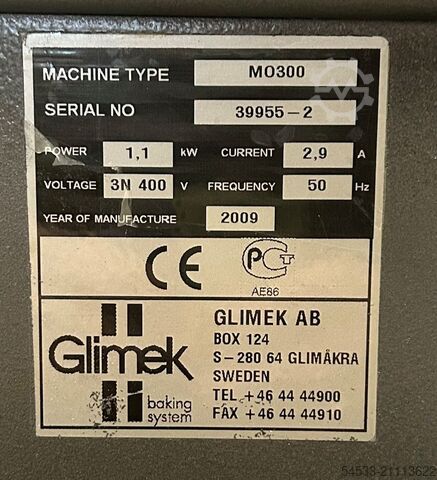 MACHINE TYPE MO300
SERIAL NO 39955-2
POWER 1,1 kW CURRENT 2,9 A
VOLTAGE 3N 400 V FREQUENCY 50 Hz
YEAR OF MANUFACTURE 2009
CE PCT
AE86
Glimek
baking
system
GLIMEK AB
BOX 124
S-280 64 GLIMÅKRA
SWEDEN
TEL +46 44 44900
FAX +46 44 44910
54533-21113622